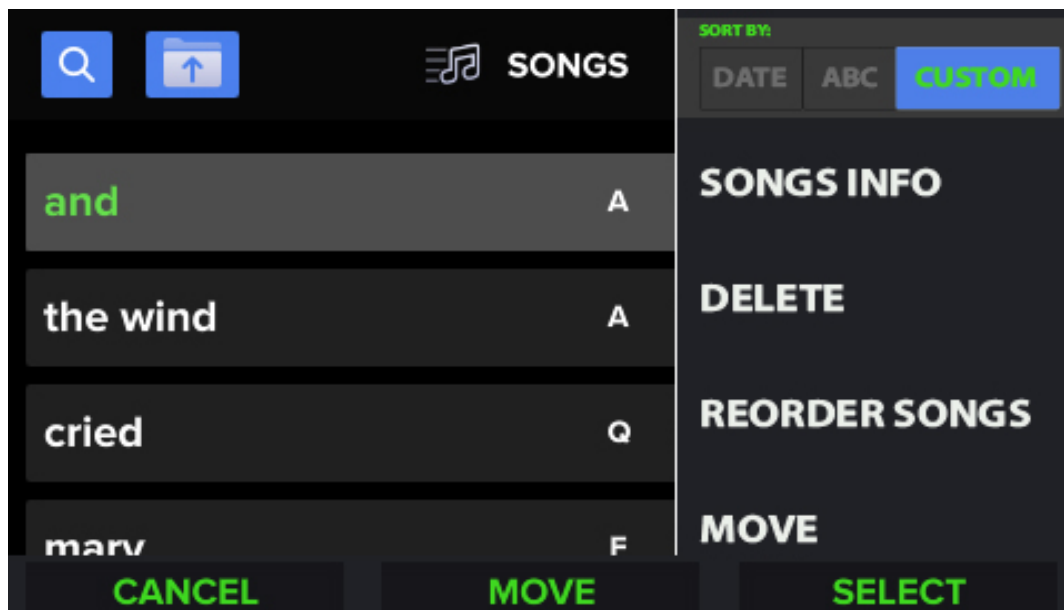 SONGS
SORT BY:
DATE ABC CUSTOM
and A
the wind A
cried Q
mary F
SONGS INFO
DELETE
REORDER SONGS
MOVE
CANCEL MOVE SELECT